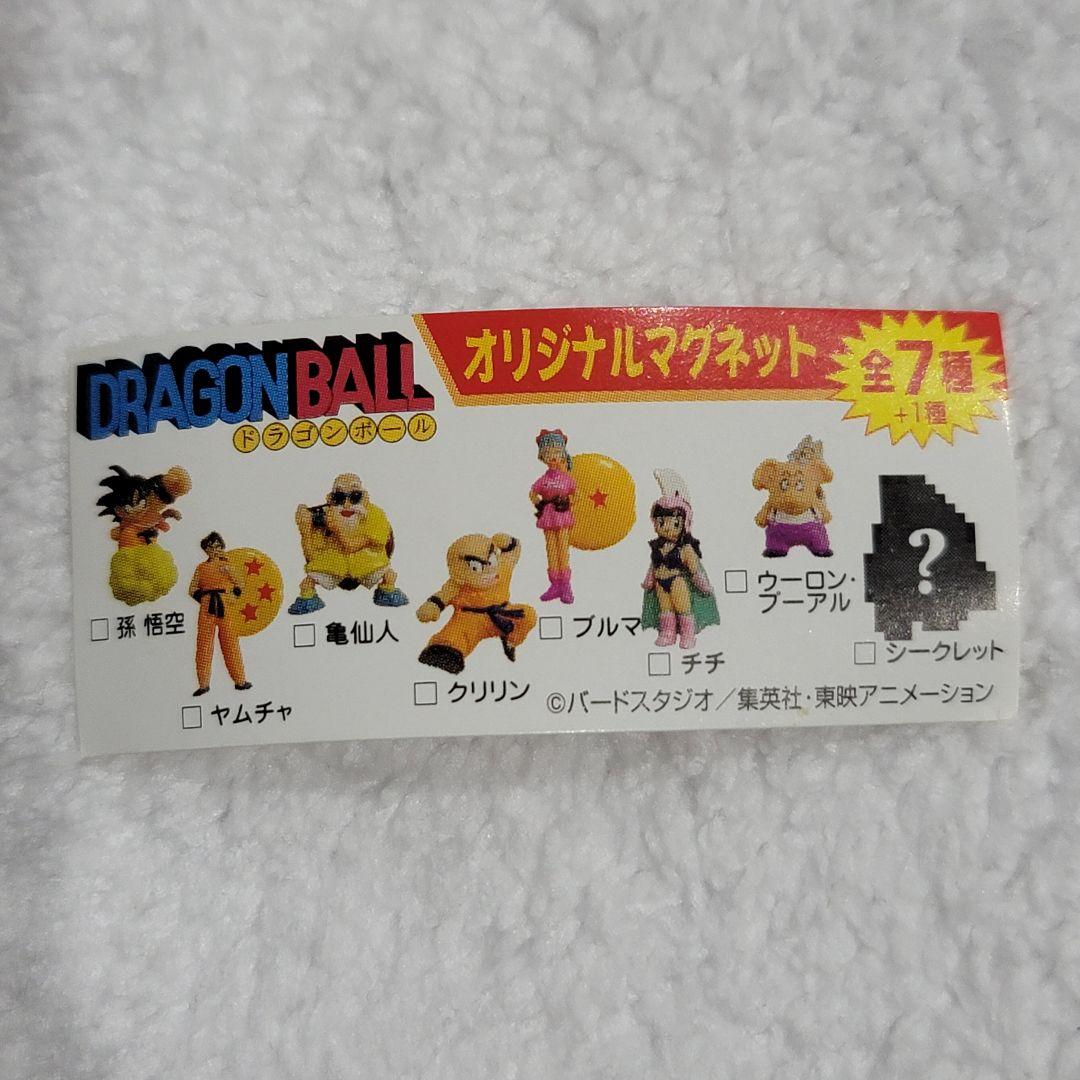 DRAGON BALL
ドラゴンボール
オリジナルマグネット
全7種
+1種
□ 孫 悟空
□ ヤムチャ
□ 亀仙人
□ クリリン
□ ブルマ
□ チチ
□ ウーロン・
プーアル
?
□ シークレット
©バードスタジオ／集英社・東映アニメーション